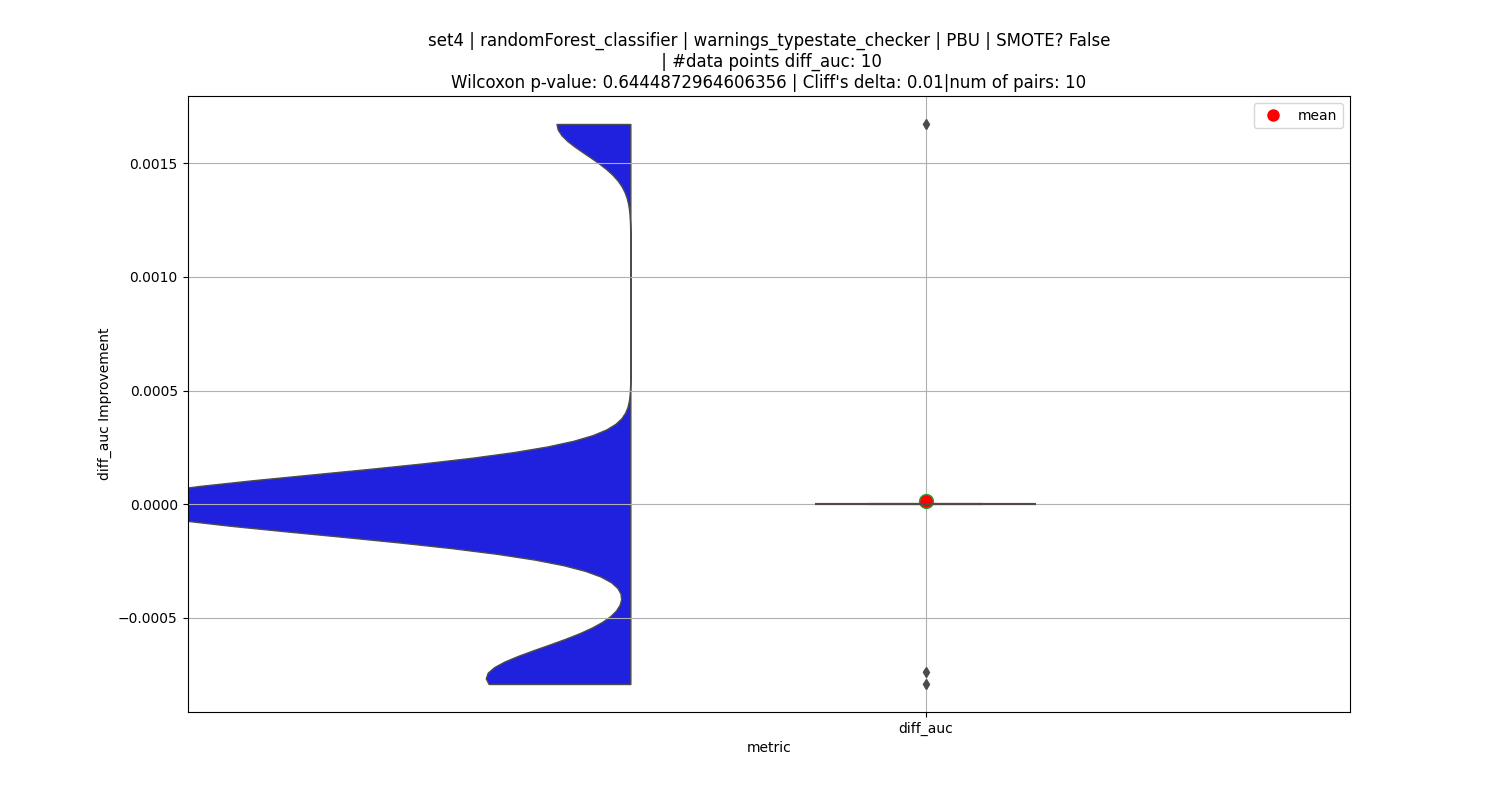 set4 | randomForest_classifier | warnings_typestate_checker | PBU | SMOTE? False
| #data points diff_auc: 10
Wilcoxon p-value: 0.6444872964606356 | Cliff's delta: 0.01|num of pairs: 10
mean
0.0015
0.0010
0.0005
0.0000
−0.0005
diff_auc Improvement
diff_auc
metric